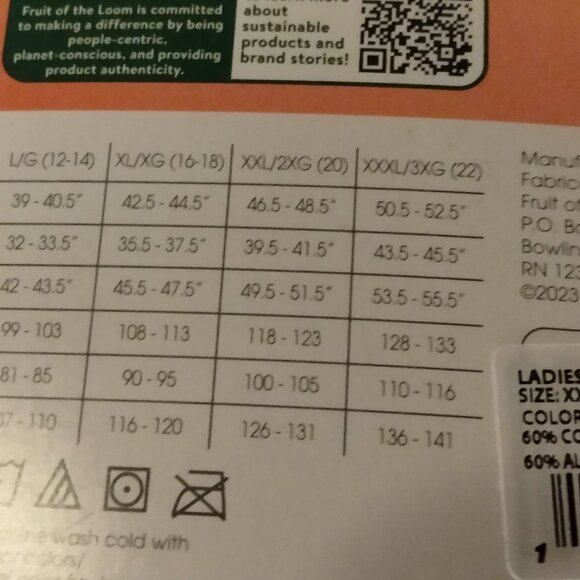 Fruit of the Loom is committed
to making a difference by being
people-centric,
planet-conscious, and providing
product authenticity.
about
sustainable
products and
brand stories!
L/G (12-14) XL/XG (16-18) XXL/2XG (20) XXXL/3XG (22)
39 - 40.5" 42.5 - 44.5" 46.5 - 48.5" 50.5 - 52.5"
32 - 33.5" 35.5 - 37.5" 39.5 - 41.5" 43.5 - 45.5"
42 - 43.5" 45.5 - 47.5" 49.5 - 51.5" 53.5 - 55.5"
99 - 103 108 - 113 118 - 123 128 - 133
81 - 85 90 - 95 100 - 105 110 - 116
07 - 110 116 - 120 126 - 131 136 - 141
wash cold with
colors/
Manuf
Fabric
Fruit of
P.O. Bo
Bowlin
RN 123
©2023
LADIES
SIZE: XX
COLOR
60% CO
60% AL
1